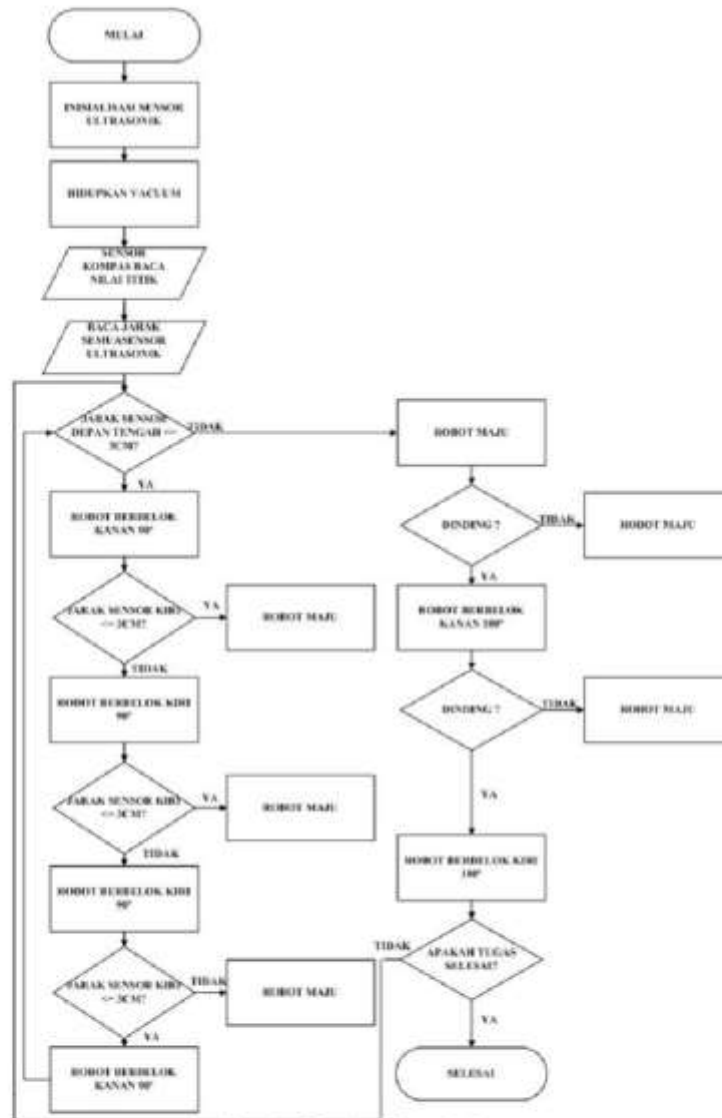 MULAI
INISIALISASI SENSOR
ULTRASONIK
HIDUPKAN VACUUM
SENSOR
KOMPAS BACA
NILAI TITIK
BACA JARAK
SEMUASENSOR
ULTRASONIK
JARAK SENSOR
DEPAN TENGAH <=
3CM?
TIDAK
YA
ROBOT BERBELOK
KANAN 90°
JARAK SENSOR KIRI
<= 3CM?
YA
ROBOT MAJU
TIDAK
ROBOT BERBELOK KIRI
90°
JARAK SENSOR KIRI
<= 3CM?
YA
ROBOT MAJU
TIDAK
ROBOT BERBELOK KIRI
90°
JARAK SENSOR KIRI
<= 3CM?
TIDAK
ROBOT MAJU
YA
ROBOT BERBELOK
KANAN 90°
ROBOT MAJU
DINDING ?
TIDAK
ROBOT MAJU
YA
ROBOT BERBELOK
KANAN
DINDING ?
TIDAK
ROBOT MAJU
YA
ROBOT BERBELOK KIRI
APAKAH TUGAS
SELESAI?
TIDAK
YA
SELESAI